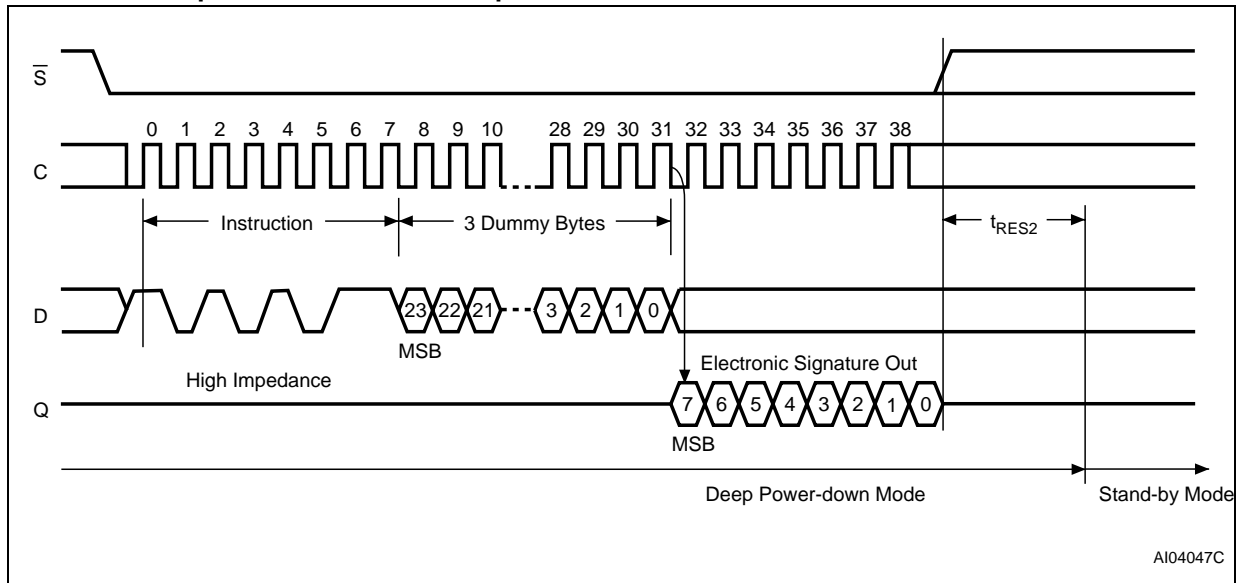 S
0 1 2 3 4 5 6 7 8 9 10 28 29 30 31 32 33 34 35 36 37 38
C
Instruction 3 Dummy Bytes tRES2
D
23 22 21 3 2 1 0
MSB
High Impedance Electronic Signature Out
Q
7 6 5 4 3 2 1 0
MSB
Deep Power-down Mode Stand-by Mode
AI04047C